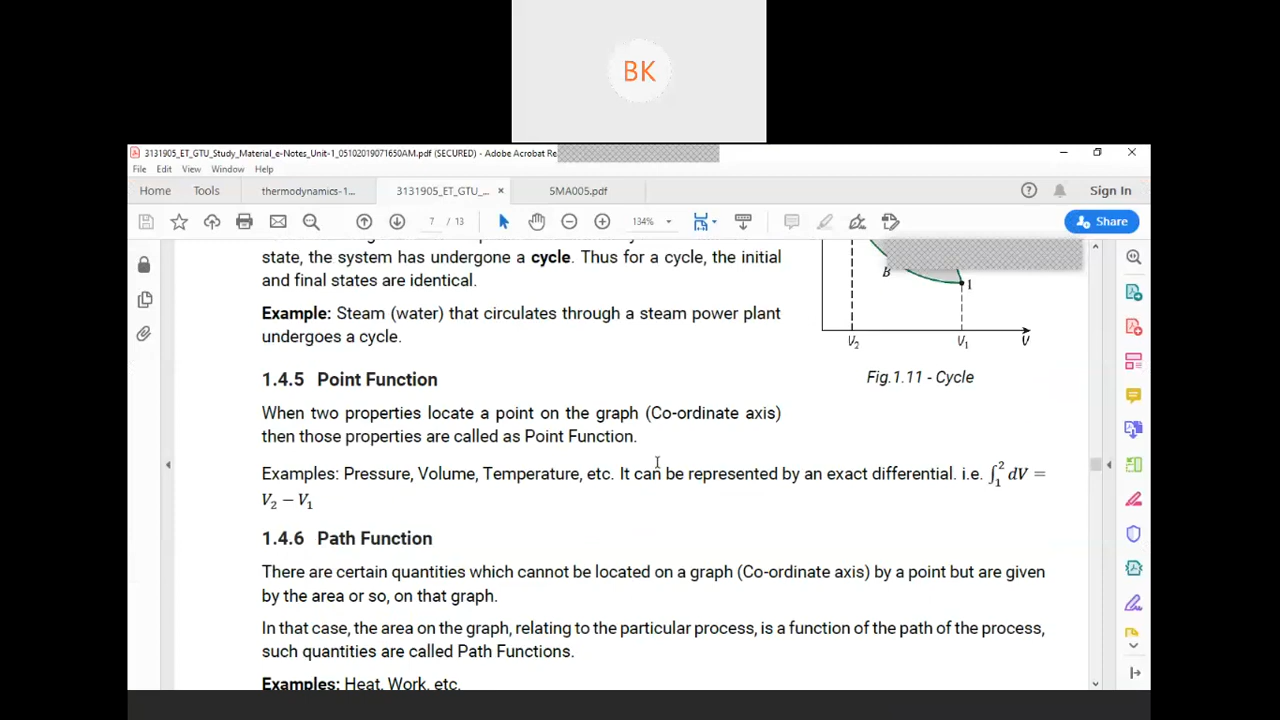 BK
3131905_ET_GTU_Study_Material_e-Notes_Unit-1_05102019071650AM.pdf (SECURED) - Adobe Acrobat Re
File Edit View Window Help
Home Tools thermodynamics-1... 3131905_ET_GTU_... × SMA005.pdf Sign In
7 / 13 134% Share
state, the system has undergone a cycle. Thus for a cycle, the initial
and final states are identical.
Example: Steam (water) that circulates through a steam power plant
undergoes a cycle.
B
1
V₂ V₁ V
Fig.1.11 - Cycle
1.4.5 Point Function
When two properties locate a point on the graph (Co-ordinate axis)
then those properties are called as Point Function.
Examples: Pressure, Volume, Temperature, etc. It can be represented by an exact differential. i.e. ∫₁² dV =
V₂ − V₁
1.4.6 Path Function
There are certain quantities which cannot be located on a graph (Co-ordinate axis) by a point but are given
by the area or so, on that graph.
In that case, the area on the graph, relating to the particular process, is a function of the path of the process,
such quantities are called Path Functions.
Examples: Heat, Work, etc.